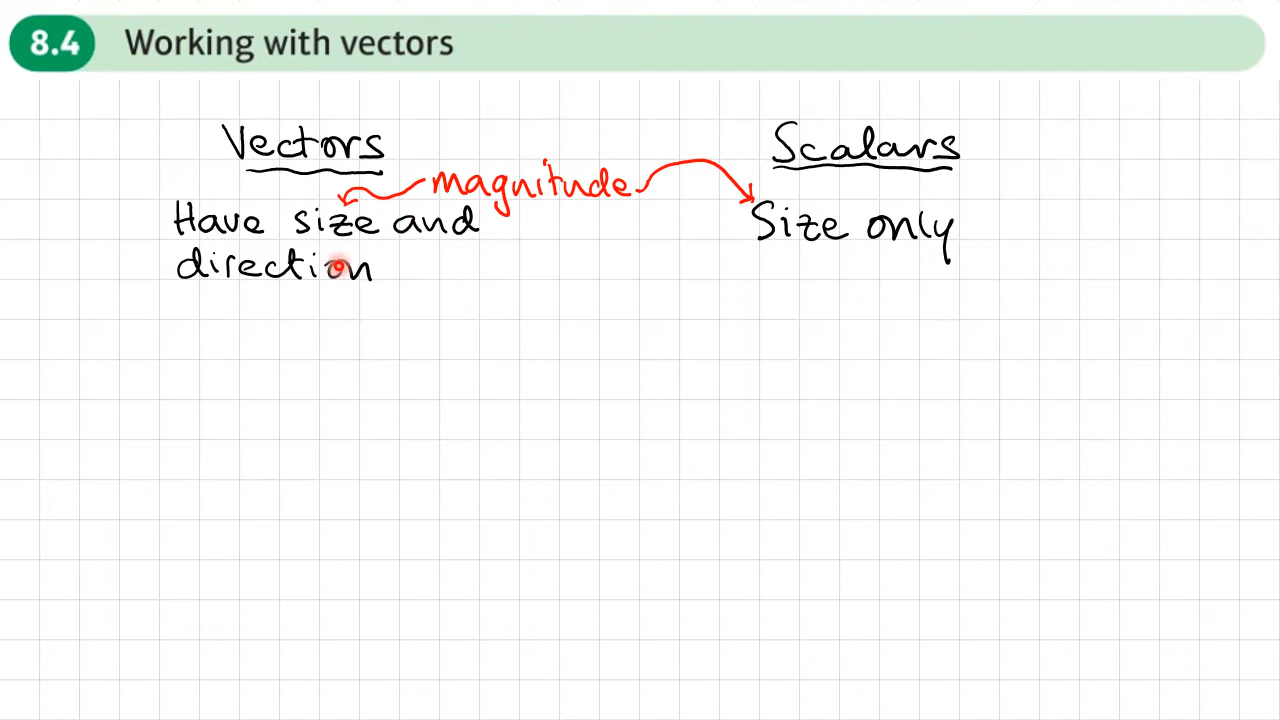 8.4 Working with vectors
Vectors
Scalars
magnitude
Have size and
direction
Size only